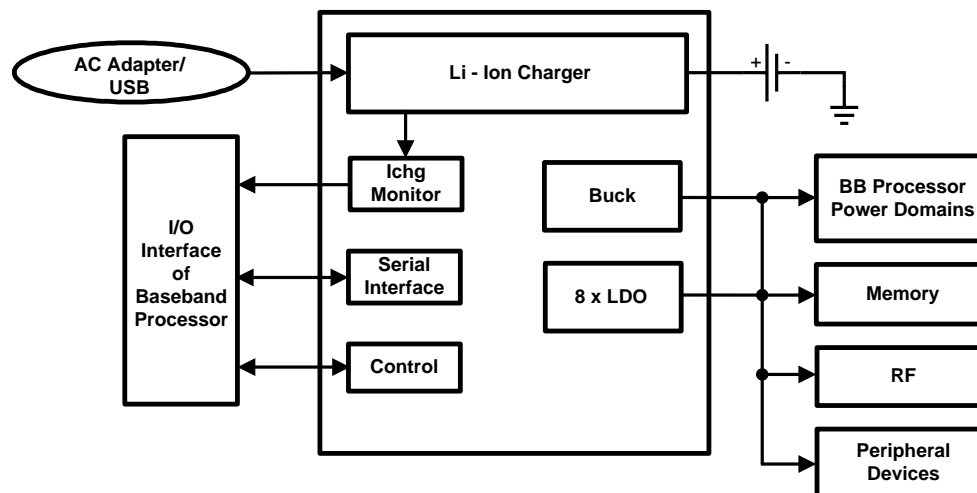 AC Adapter/
USB
Li - Ion Charger
+
-
Ichg
Monitor
I/O
Interface
of
Baseband
Processor
Serial
Interface
Control
Buck
8 x LDO
BB Processor
Power Domains
Memory
RF
Peripheral
Devices